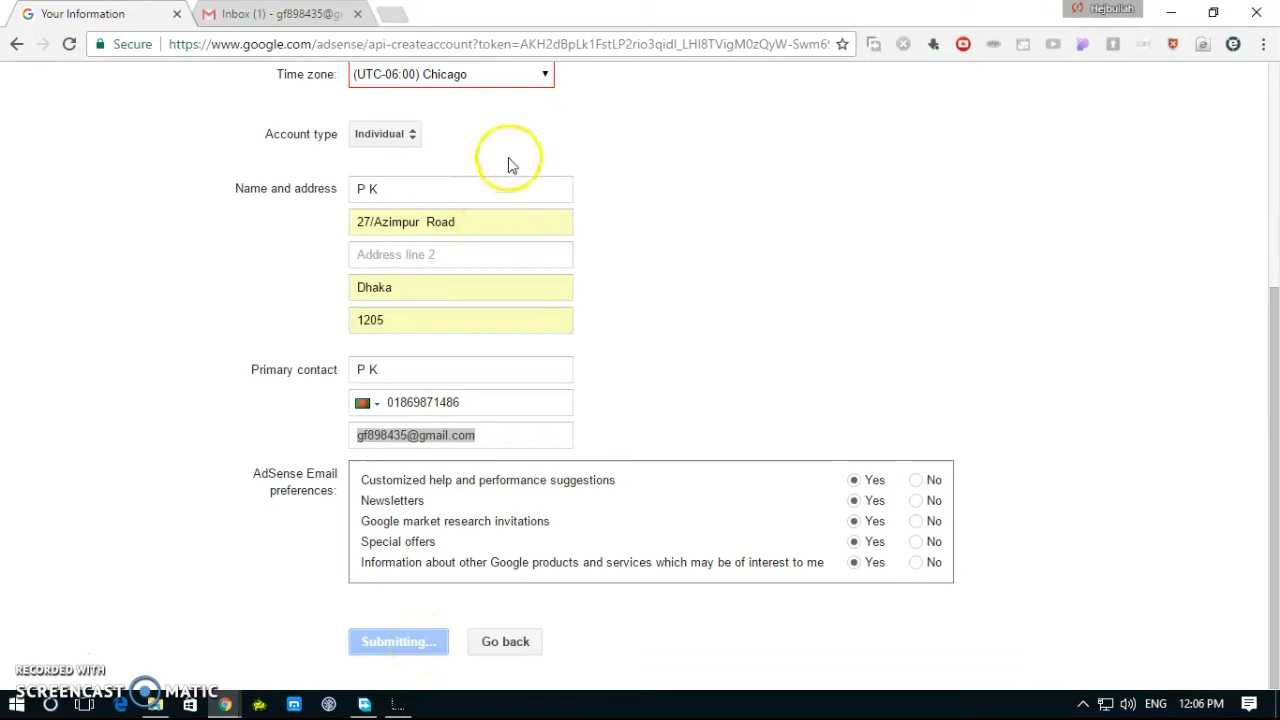 Your Information
Inbox (1) - gf898435@gr
Hejbullah
Secure
https://www.google.com/adsense/api-createaccount?token=AKH2dBpLk1FstLP2rio3qidI_LHI8TVigM0zQyW-Swm69
Time zone:
(UTC-06:00) Chicago
Account type
Individual
Name and address
P K
27/Azimpur Road
Address line 2
Dhaka
1205
Primary contact
P K
01869871486
gf898435@gmail.com
AdSense Email
preferences:
Customized help and performance suggestions
Yes
No
Newsletters
Yes
No
Google market research invitations
Yes
No
Special offers
Yes
No
Information about other Google products and services which may be of interest to me
Yes
No
Submitting...
Go back
RECORDED WITH
SCREENCAST MATIC
ENG
12:06 PM